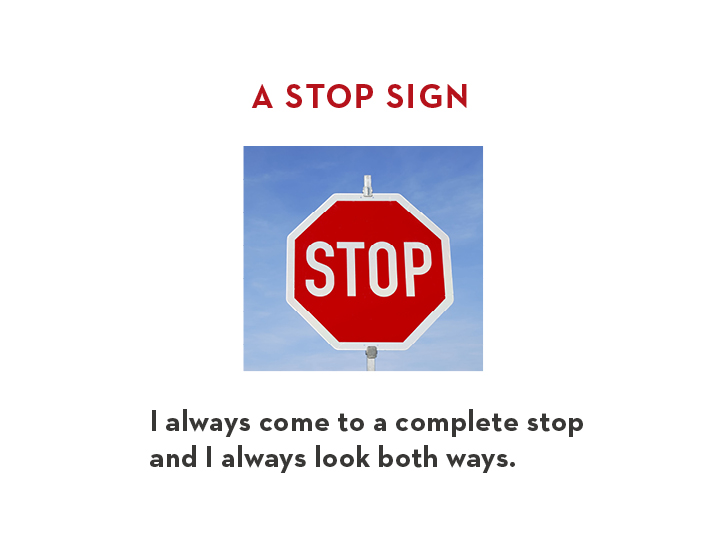 A STOP SIGN
STOP
I always come to a complete stop
and I always look both ways.